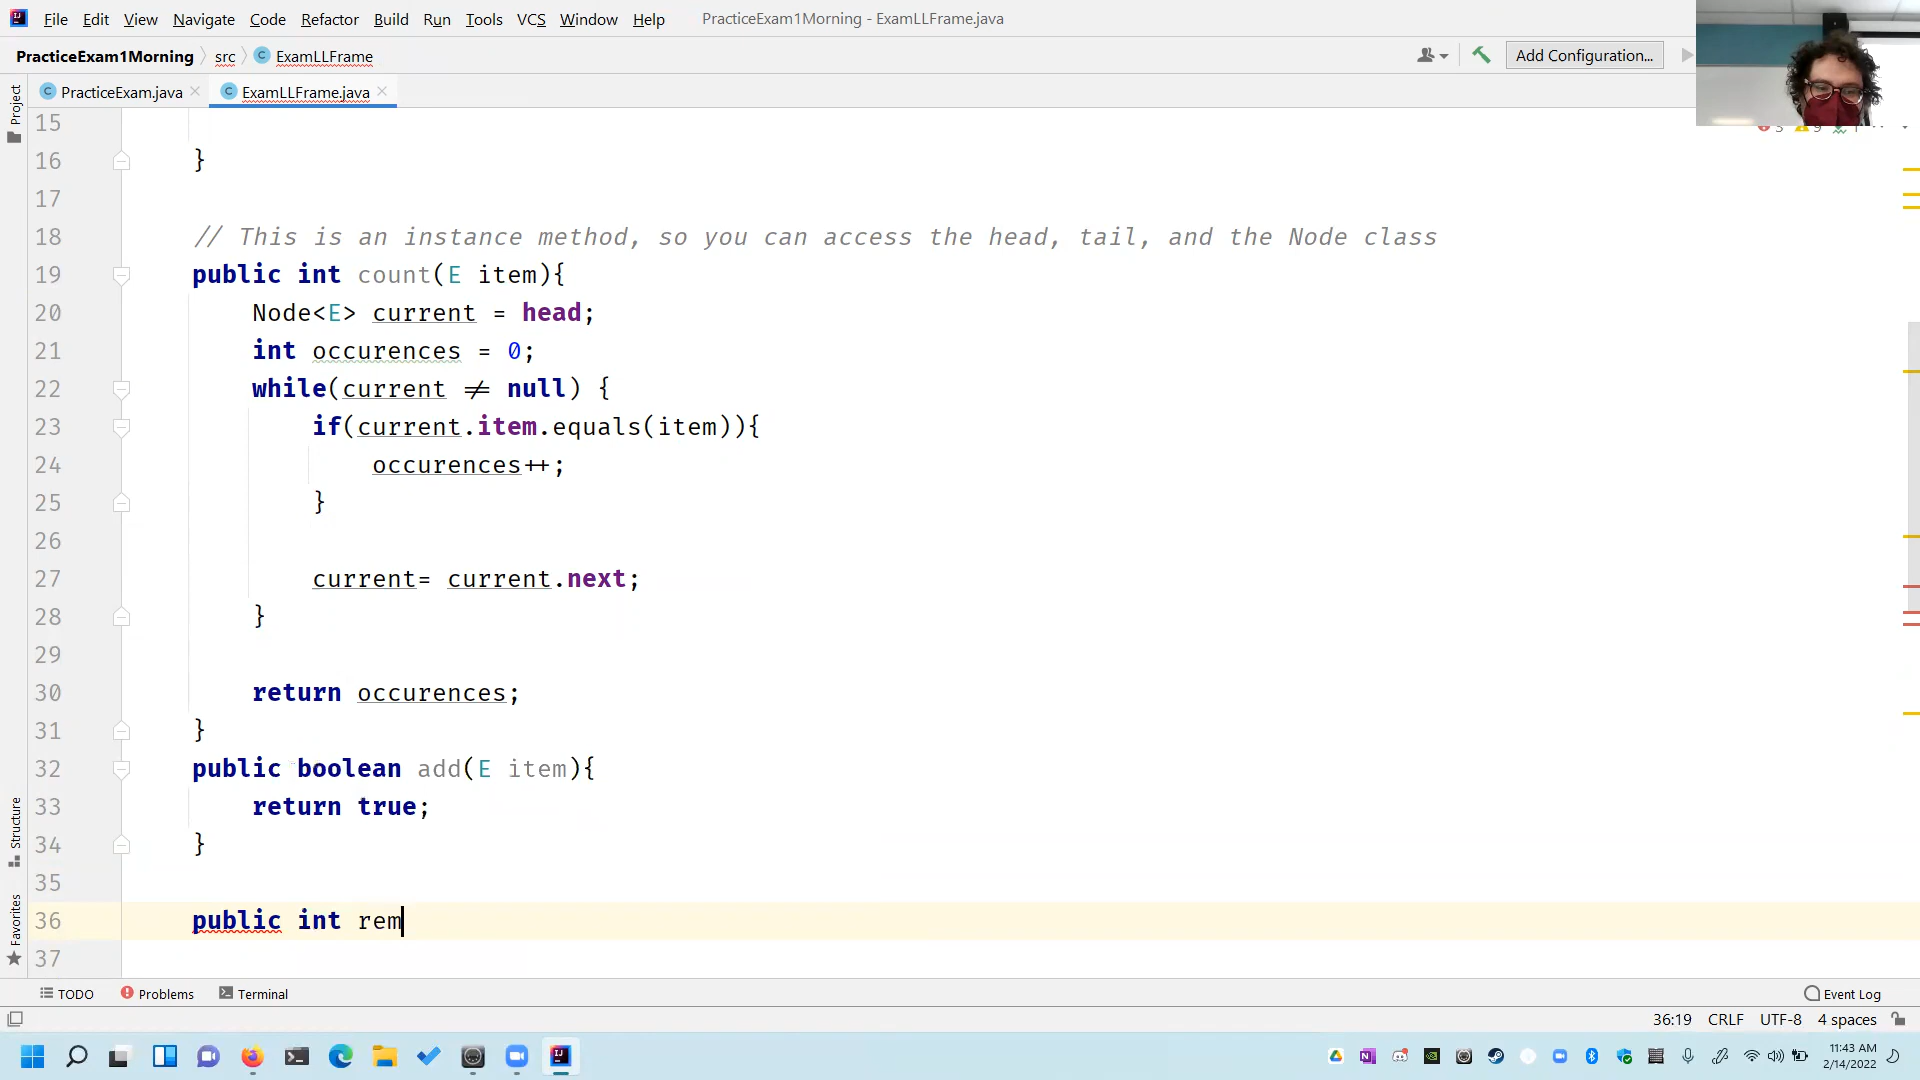 File Edit View Navigate Code Refactor Build Run Tools VCS Window Help PracticeExam1Morning - ExamLLFrame.java
PracticeExam1Morning src ExamLLFrame Add Configuration...
PracticeExam.java ExamLLFrame.java
Project
15
16 }
17
18 // This is an instance method, so you can access the head, tail, and the Node class
19 public int count(E item){
20 Node<E> current = head;
21 int occurences = 0;
22 while(current ≠ null) {
23 if(current.item.equals(item)){
24 occurences++;
25 }
26
27 current= current.next;
28 }
29
30 return occurences;
31 }
32 public boolean add(E item){
33 return true;
34 }
35
36 public int rem
37
Structure
Favorites
TODO Problems Terminal Event Log
36:19 CRLF UTF-8 4 spaces
11:43 AM
2/14/2022